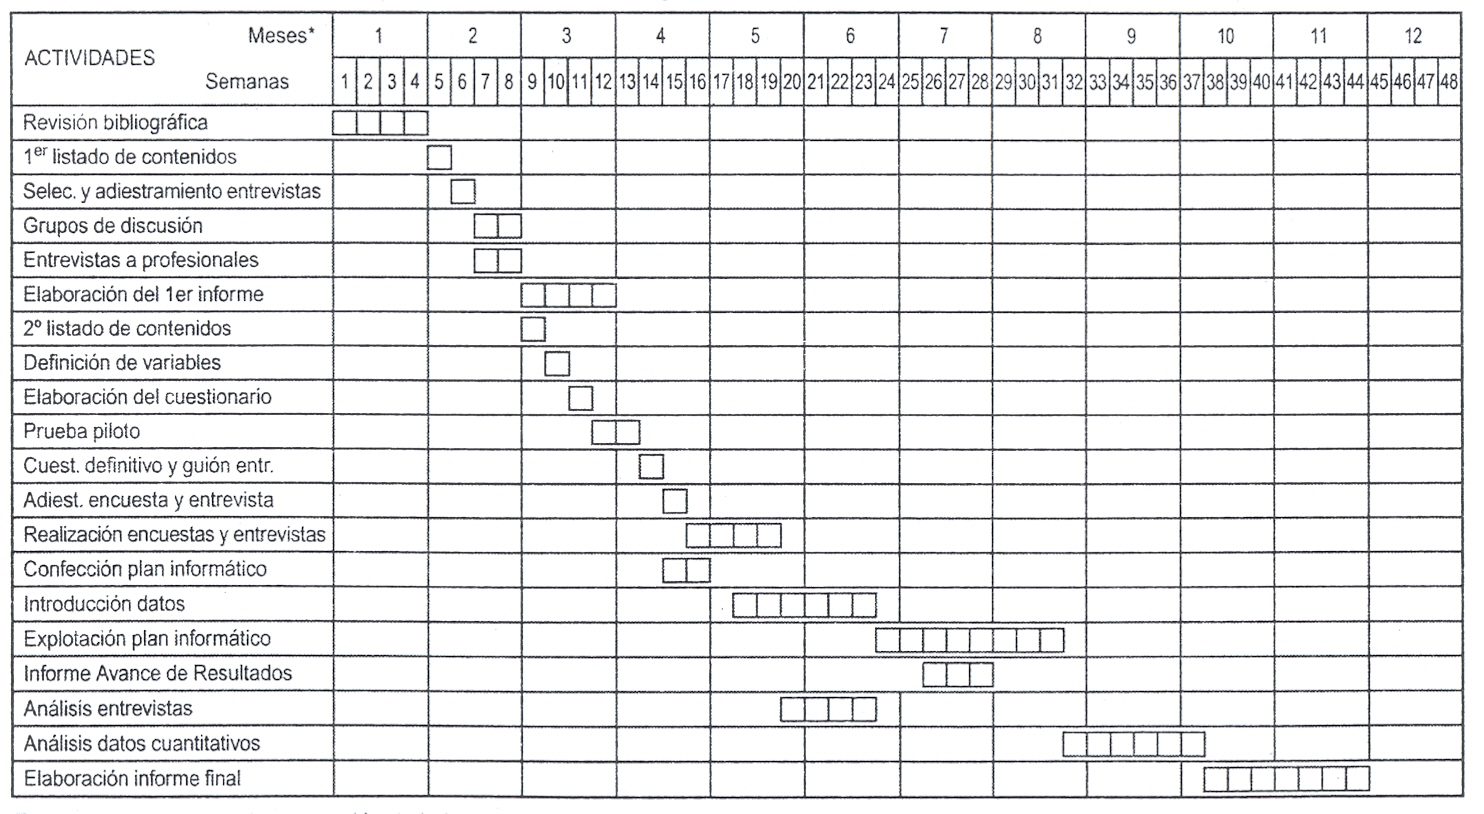 Meses* 1 2 3 4 5 6 7 8 9 10 11 12
ACTIVIDADES
Semanas 1 2 3 4 5 6 7 8 9 10 11 12 13 14 15 16 17 18 19 20 21 22 23 24 25 26 27 28 29 30 31 32 33 34 35 36 37 38 39 40 41 42 43 44 45 46 47 48
Revisión bibliográfica
1er listado de contenidos
Selec. y adiestramiento entrevistas
Grupos de discusión
Entrevistas a profesionales
Elaboración del 1er informe
2º listado de contenidos
Definición de variables
Elaboración del cuestionario
Prueba piloto
Cuest. definitivo y guión entr.
Adiest. encuesta y entrevista
Realización encuestas y entrevistas
Confección plan informático
Introducción datos
Explotación plan informático
Informe Avance de Resultados
Análisis entrevistas
Análisis datos cuantitativos
Elaboración informe final